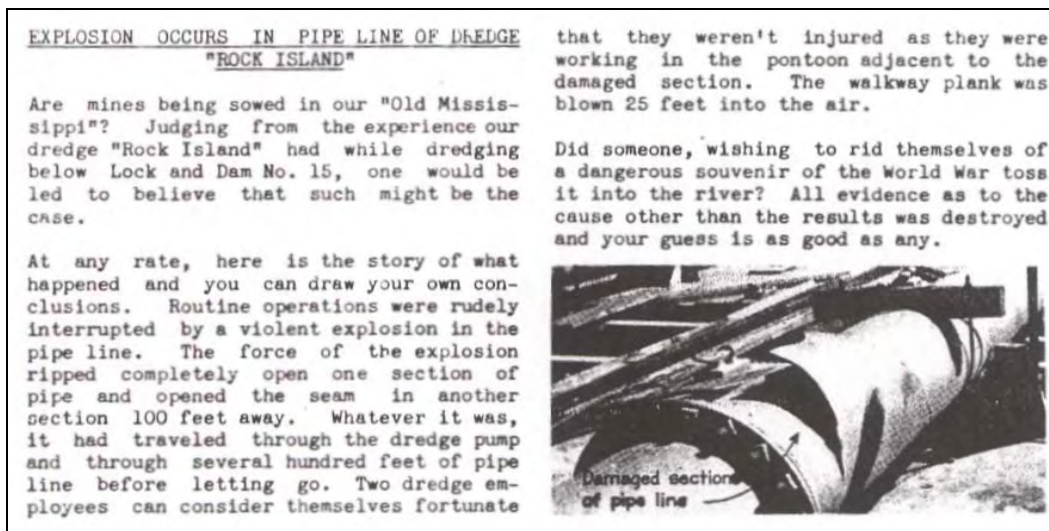 EXPLOSION OCCURS IN PIPE LINE OF DREDGE
"ROCK ISLAND"
Are mines being sowed in our "Old Missis-
sippi"? Judging from the experience our
dredge "Rock Island" had while dredging
below Lock and Dam No. 15, one would be
led to believe that such might be the
case.
At any rate, here is the story of what
happened and you can draw your own con-
clusions. Routine operations were rudely
interrupted by a violent explosion in the
pipe line. The force of the explosion
ripped completely open one section of
pipe and opened the seam in another
section 100 feet away. Whatever it was,
it had traveled through the dredge pump
and through several hundred feet of pipe
line before letting go. Two dredge em-
ployees can consider themselves fortunate
that they weren't injured as they were
working in the pontoon adjacent to the
damaged section. The walkway plank was
blown 25 feet into the air.
Did someone, wishing to rid themselves of
a dangerous souvenir of the World War toss
it into the river? All evidence as to the
cause other than the results was destroyed
and your guess is as good as any.
Damaged section
of pipe line